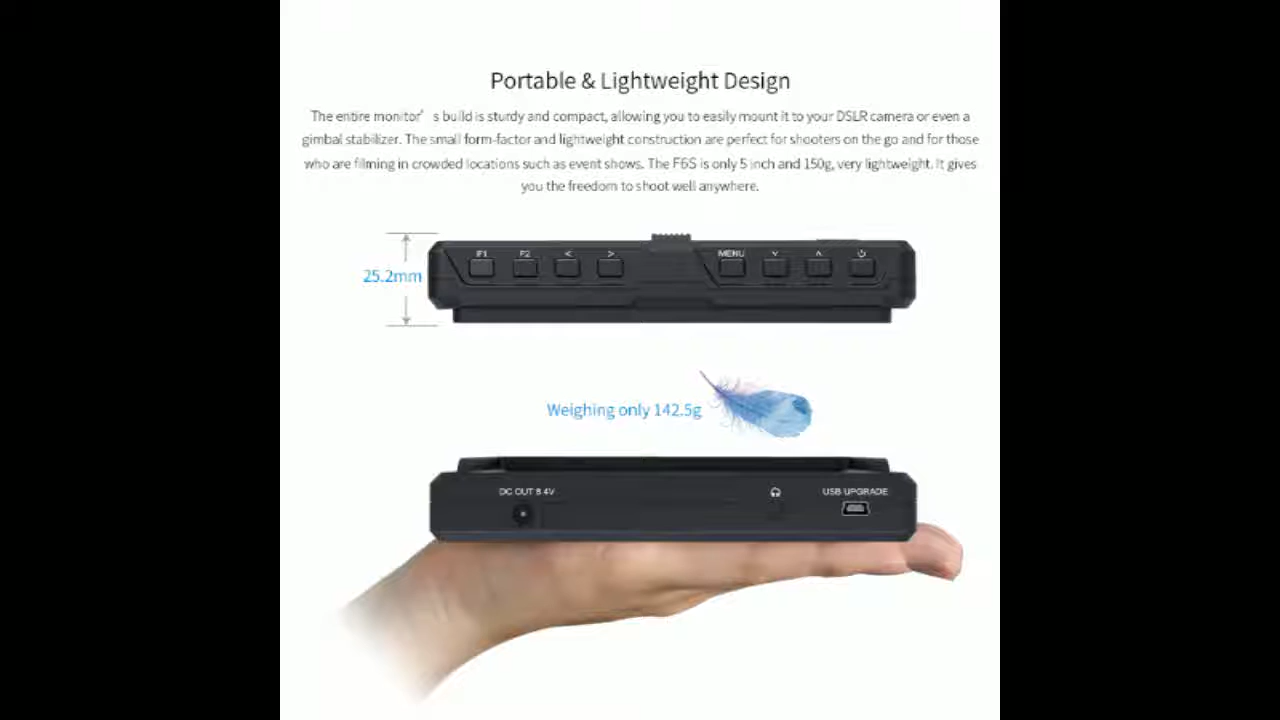 Portable & Lightweight Design
The entire monitor’ s build is sturdy and compact, allowing you to easily mount it to your DSLR camera or even a
gimbal stabilizer. The small form-factor and lightweight construction are perfect for shooters on the go and for those
who are filming in crowded locations such as event shows. The F6S is only 5 inch and 150g, very lightweight. It gives
you the freedom to shoot well anywhere.
F1 F2 < > MENU
25.2mm
Weighing only 142.5g
DC OUT 8.4V USB UPGRADE